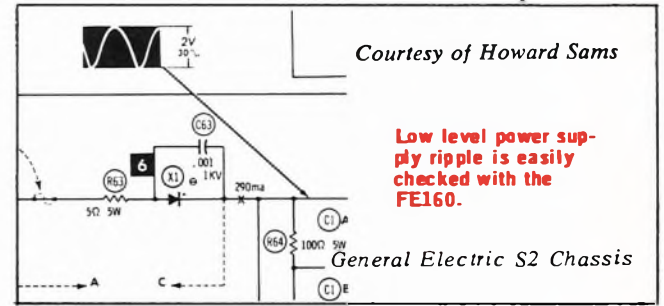 2V
30~
Courtesy of Howard Sams
C63
.001
1KV
6
R63
X1
290ma
5Ω 5W
Low level power sup-
ply ripple is easily
checked with the
FE160.
C1 A
R64
100Ω 5W
General Electric S2 Chassis
A
C
C1 B